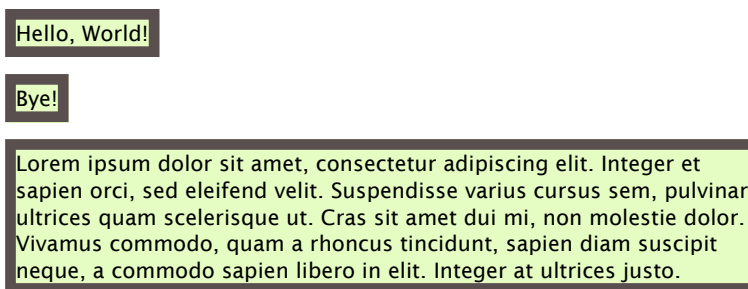 Hello, World!
Bye!
Lorem ipsum dolor sit amet, consectetur adipiscing elit. Integer et
sapien orci, sed eleifend velit. Suspendisse varius cursus sem, pulvinar
ultrices quam scelerisque ut. Cras sit amet dui mi, non molestie dolor.
Vivamus commodo, quam a rhoncus tincidunt, sapien diam suscipit
neque, a commodo sapien libero in elit. Integer at ultrices justo.